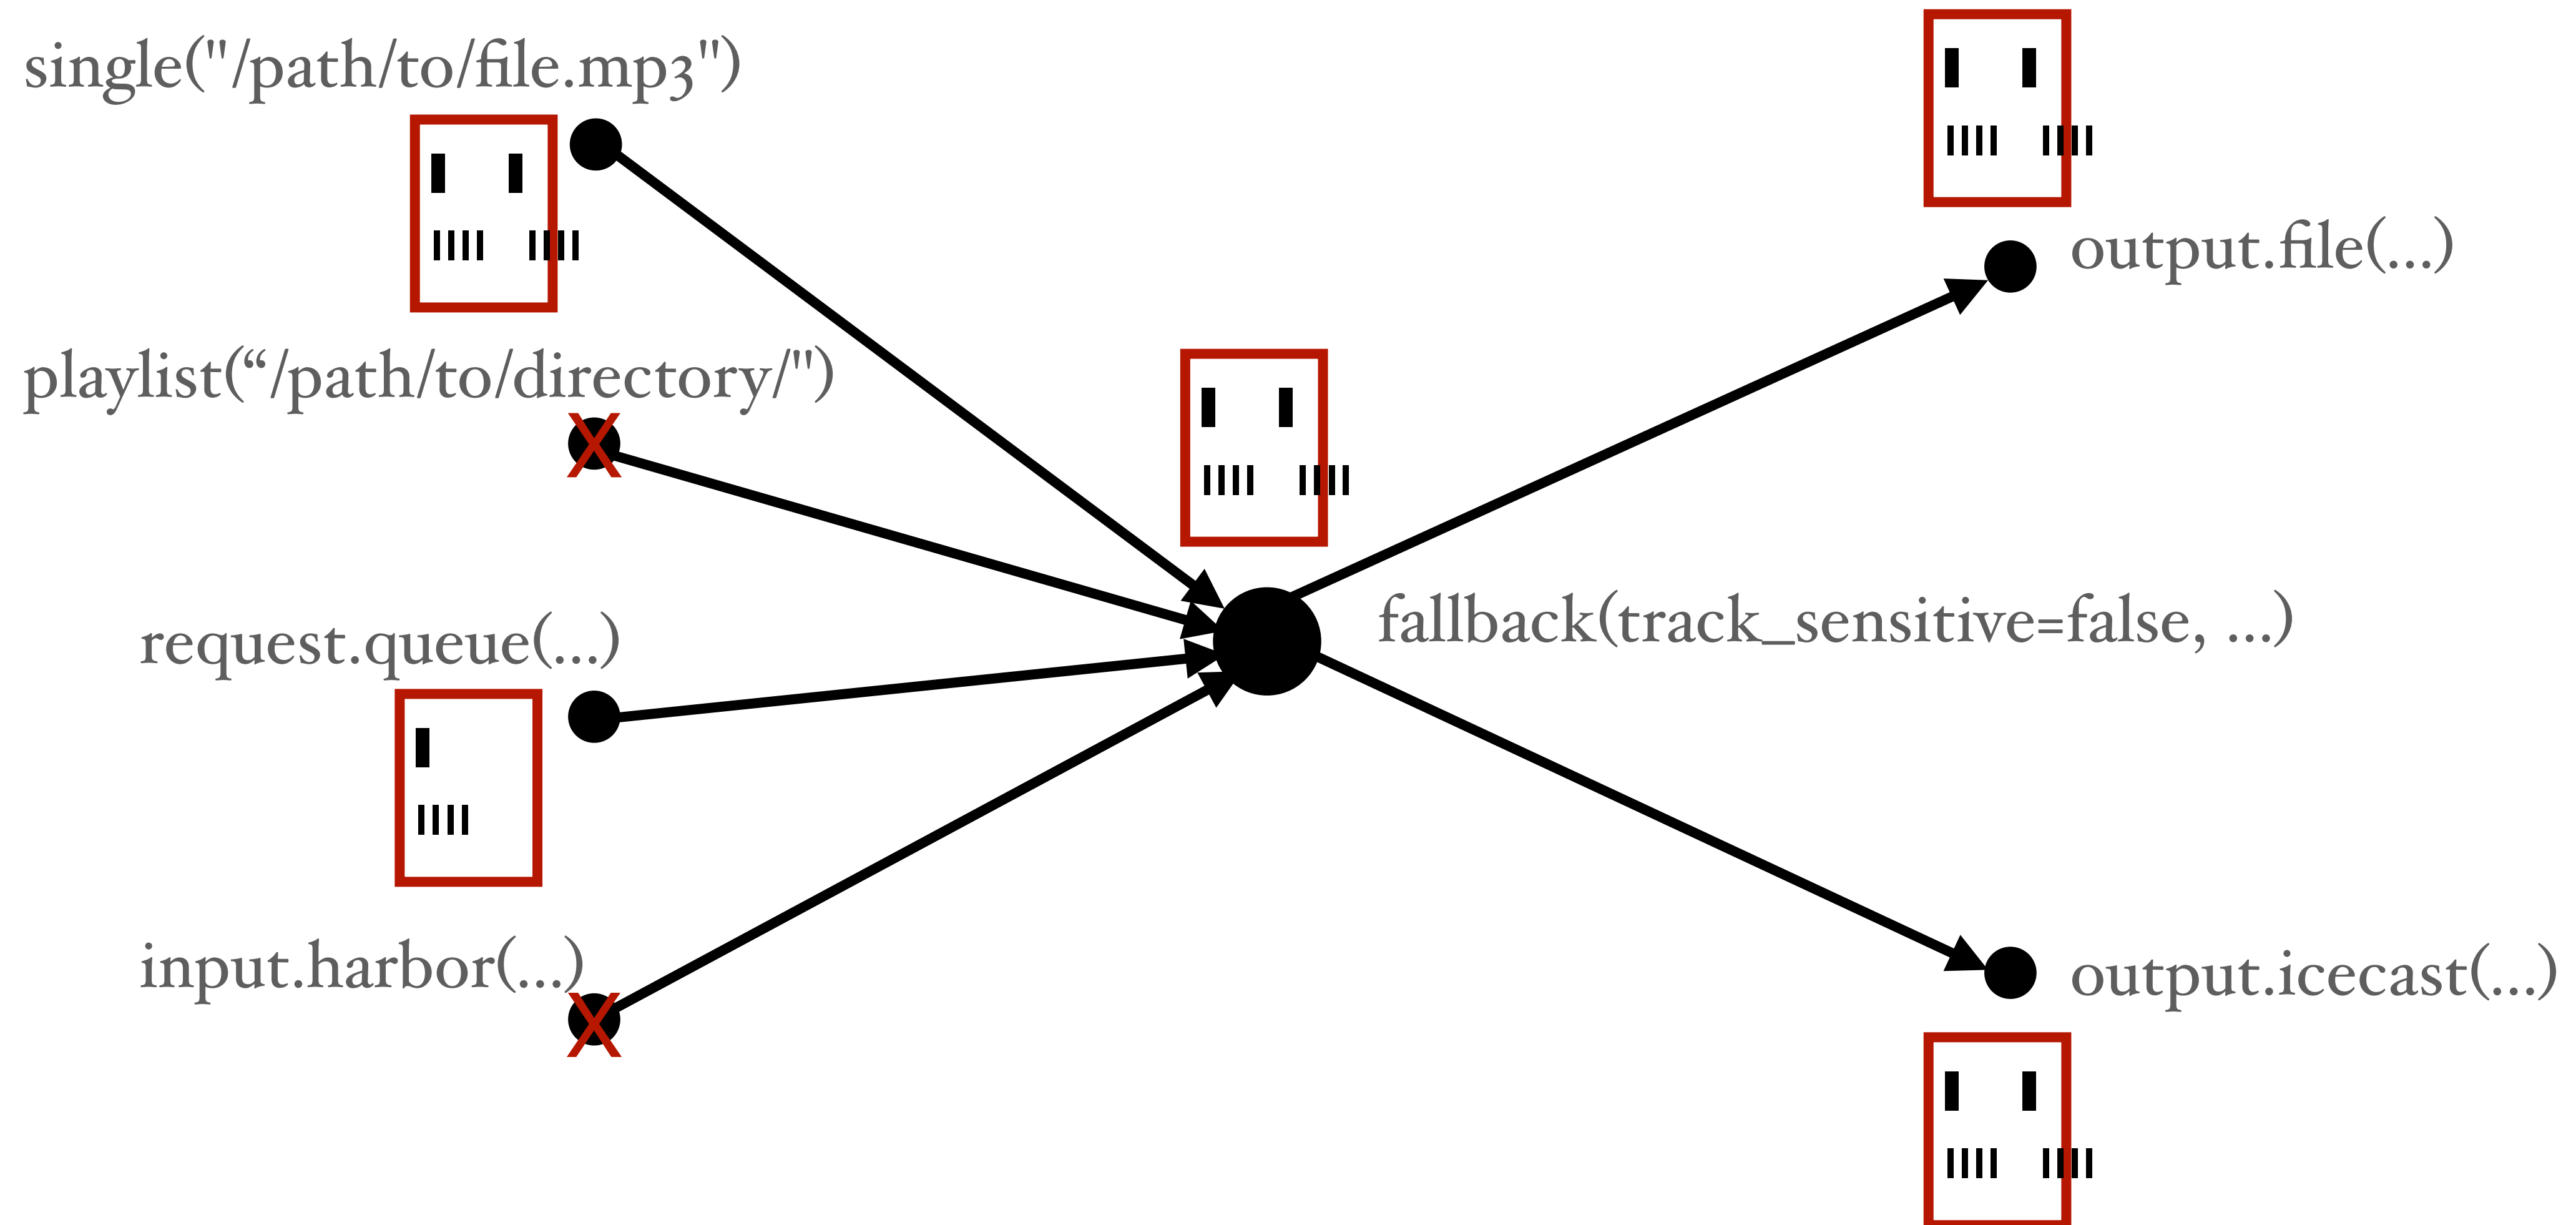 single("/path/to/file.mp3")
playlist(“/path/to/directory/")
request.queue(...)
input.harbor(...)
fallback(track_sensitive=false, ...)
output.file(...)
output.icecast(...)
X
X